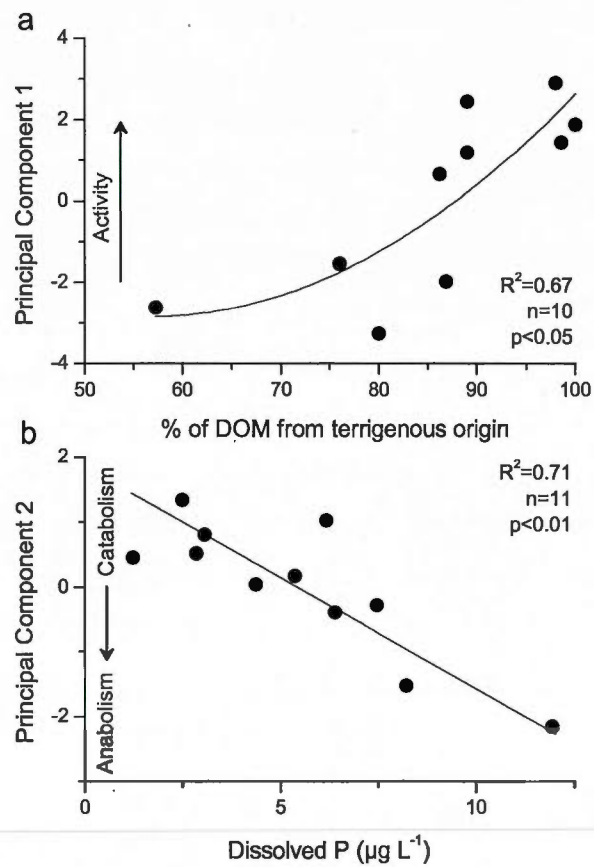 a
4
2
0
-2
-4
Principal Component 1
Activity
R²=0.67
n=10
p<0.05
50 60 70 80 90 100
% of DOM from terrigenous origin
b
2
0
-2
Principal Component 2
Catabolism
Anabolism
R²=0.71
n=11
p<0.01
0 5 10
Dissolved P (µg L⁻¹)